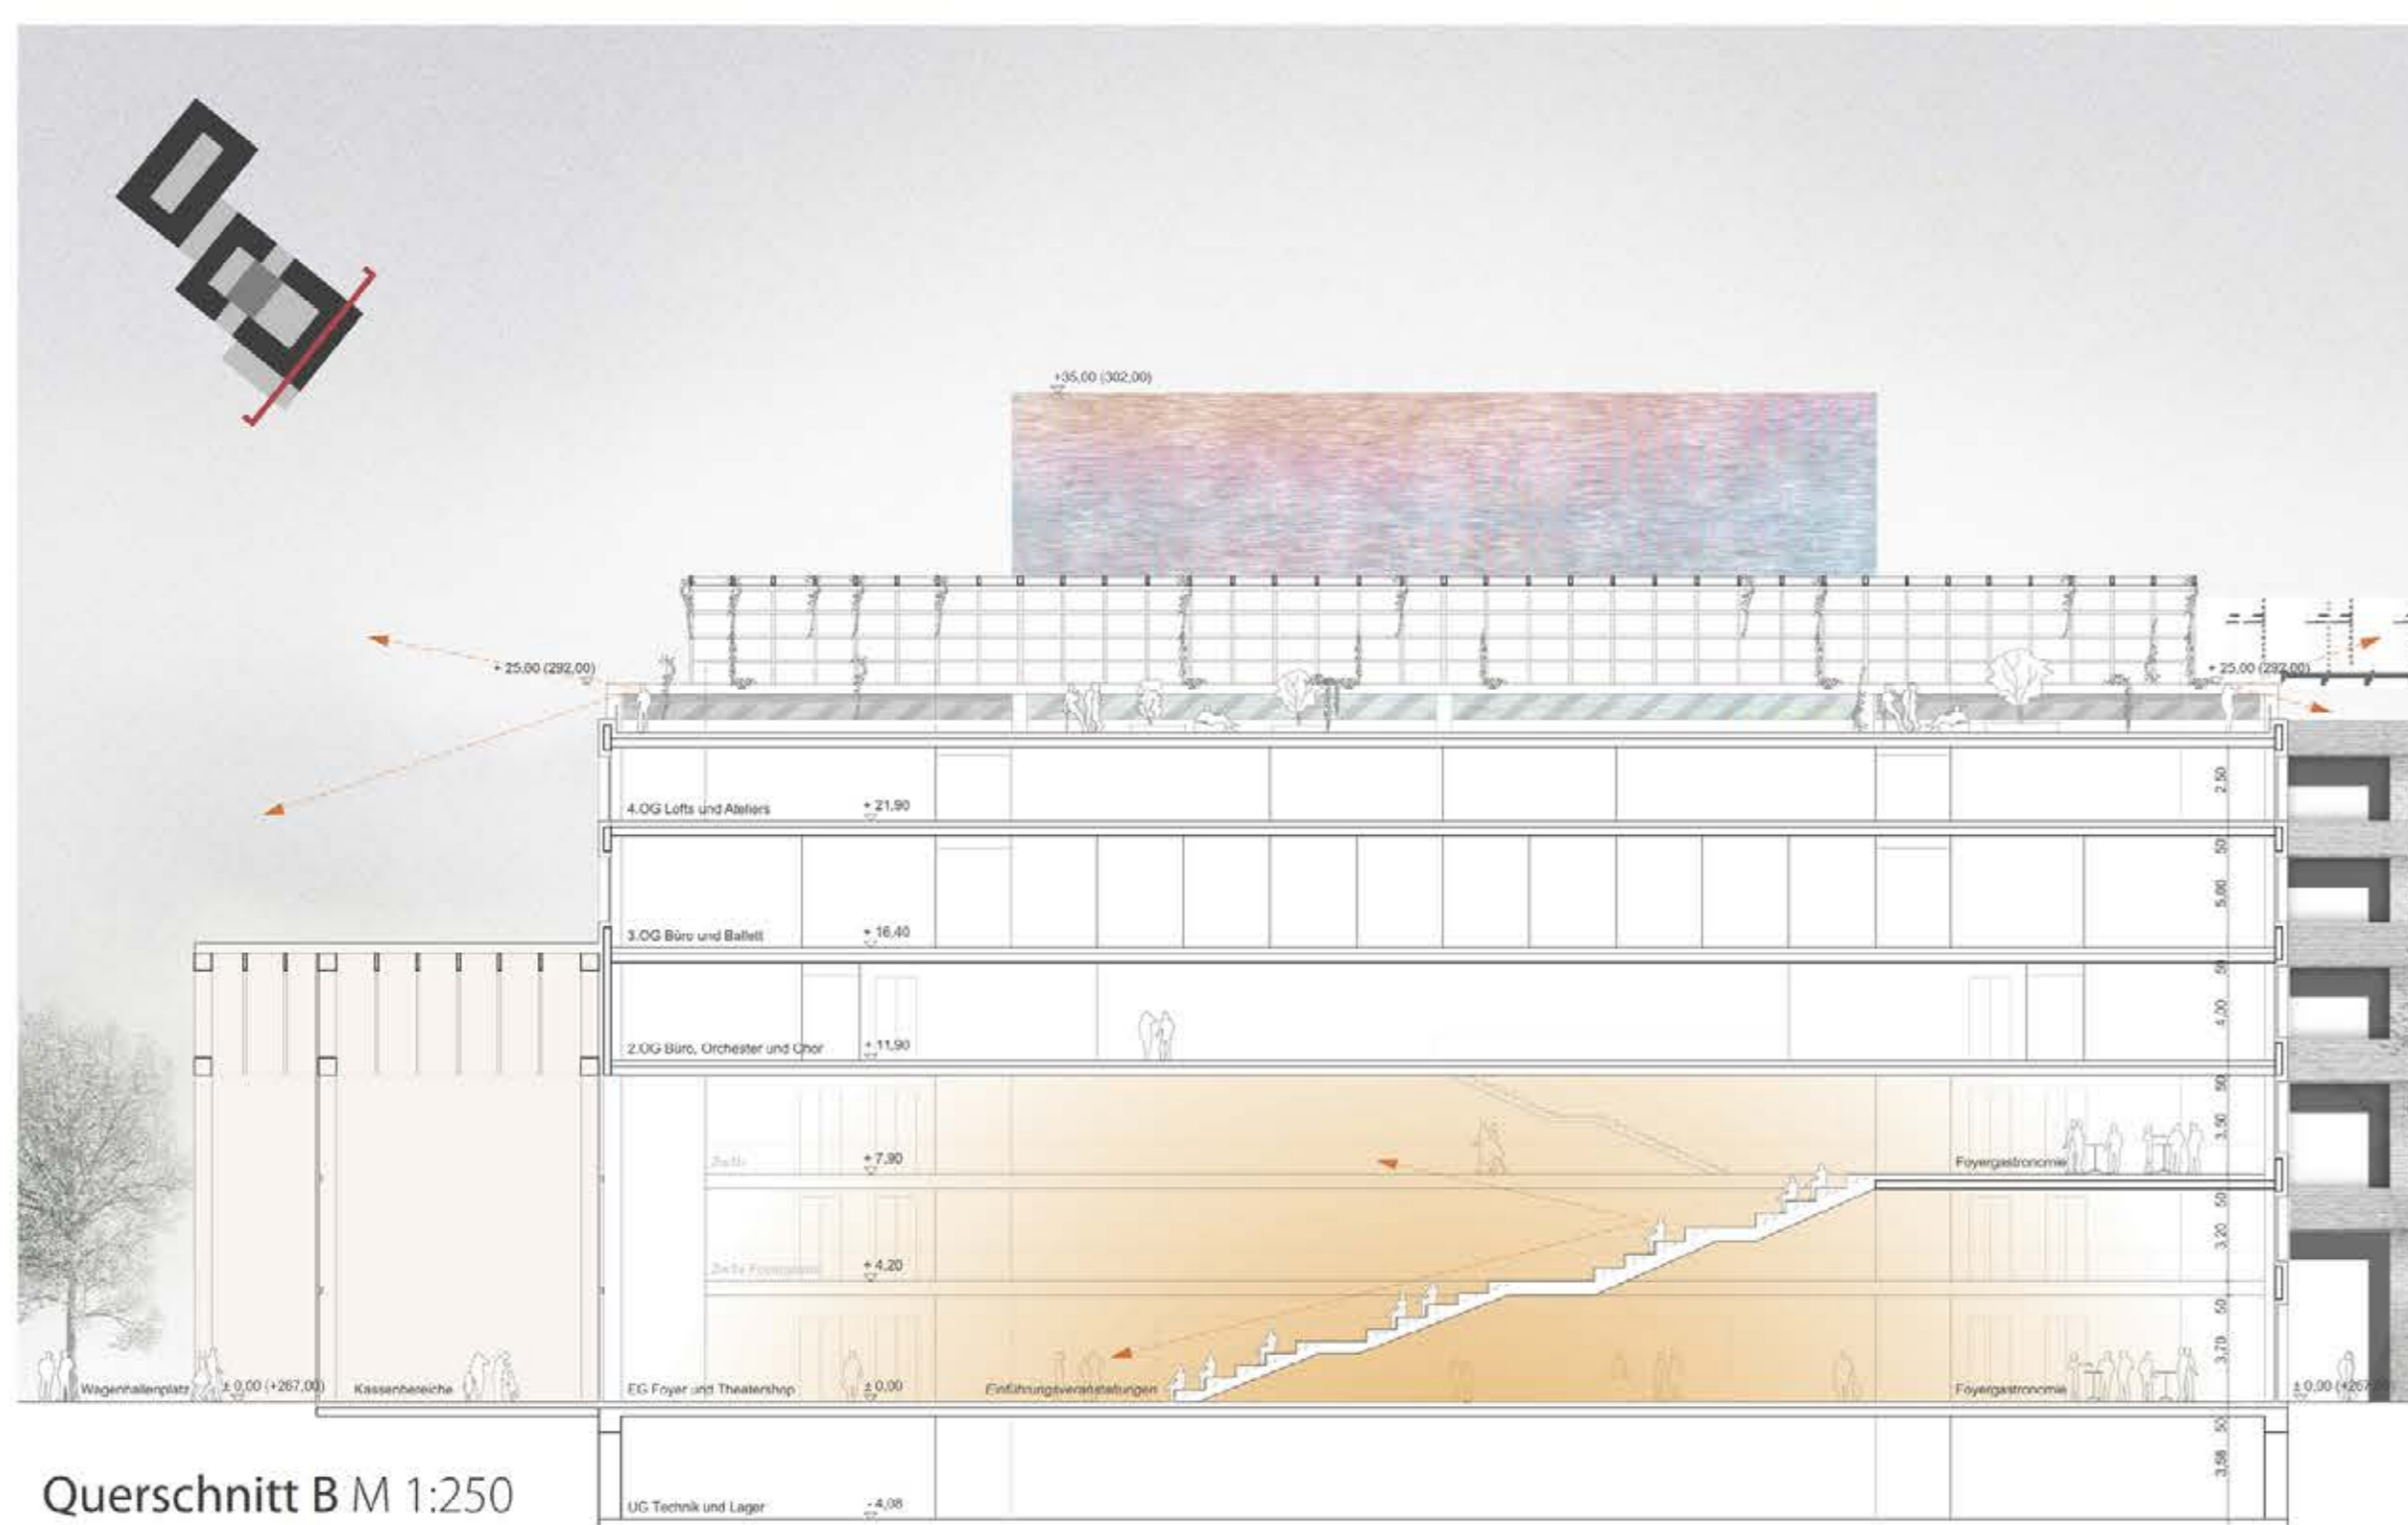 +35,00 (302,00)
+ 25,00 (292,00)
+ 25,00 (292,00)
4.OG Lofts und Ateliers
+ 21,90
2,50
50
3.OG Büro und Ballett
+ 16,40
5,00
50
2.OG Büro, Orchester und Chor
+ 11,90
4,00
50
+ 7,90
Foyergastronomie
3,50
50
+ 4,20
3,20
50
Wagenhallenplatz
± 0,00 (+267,00)
Kassenbereiche
EG Foyer und Theatershop
± 0,00
Einführungsveranstaltungen
Foyergastronomie
3,70
± 0,00 (+267
50
3,58
UG Technik und Lager
- 4,08
Querschnitt B M 1:250